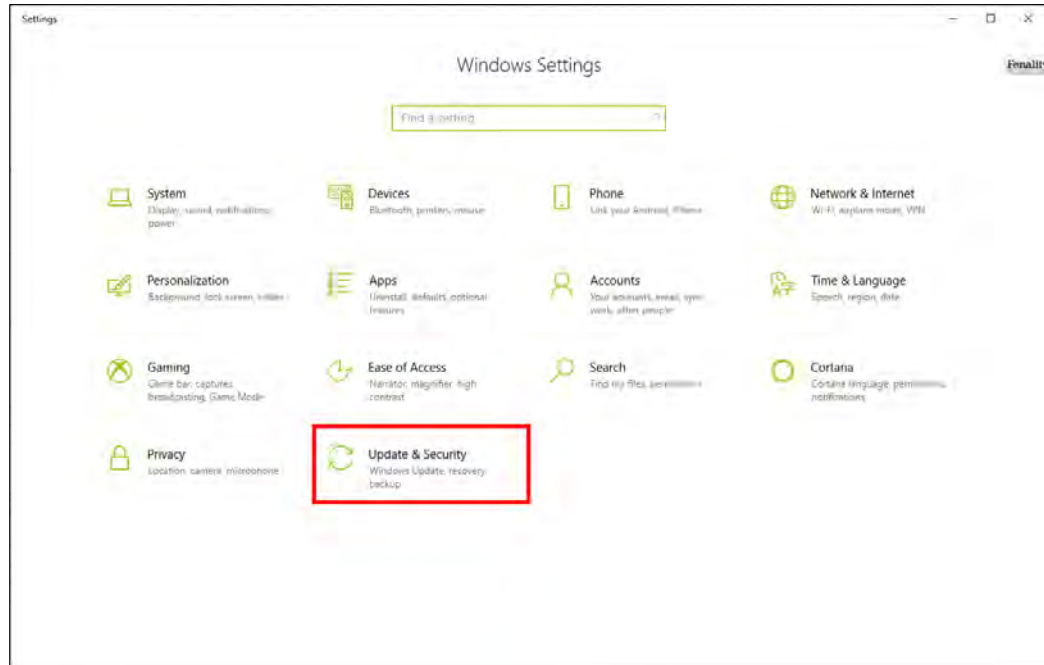 Settings
Windows Settings
Find a setting
System
Display, sound, notifications,
power
Devices
Bluetooth, printers, mouse
Phone
Link your Android, iPhone
Network & Internet
Wi-Fi, airplane mode, VPN
Personalization
Background, lock screen, colors
Apps
Uninstall, defaults, optional
features
Accounts
Your accounts, email, sync,
work, other people
Time & Language
Speech, region, date
Gaming
Game bar, captures,
broadcasting, Game Mode
Ease of Access
Narrator, magnifier, high
contrast
Search
Find my files, permissions
Cortana
Cortana language, permissions,
notifications
Privacy
Location, camera, microphone
Update & Security
Windows Update, recovery,
backup